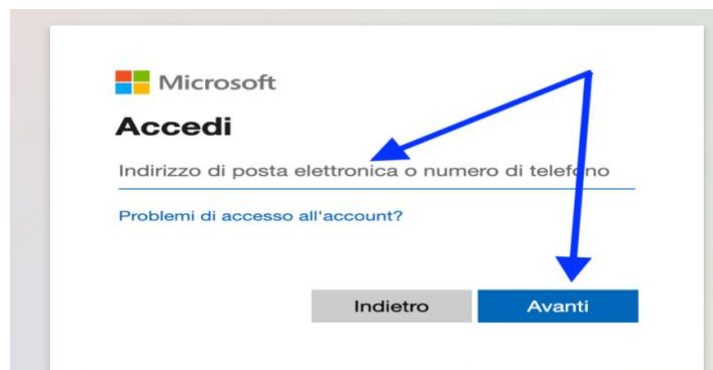 Microsoft
Accedi
Indirizzo di posta elettronica o numero di telefono
Problemi di accesso all'account?
Indietro
Avanti